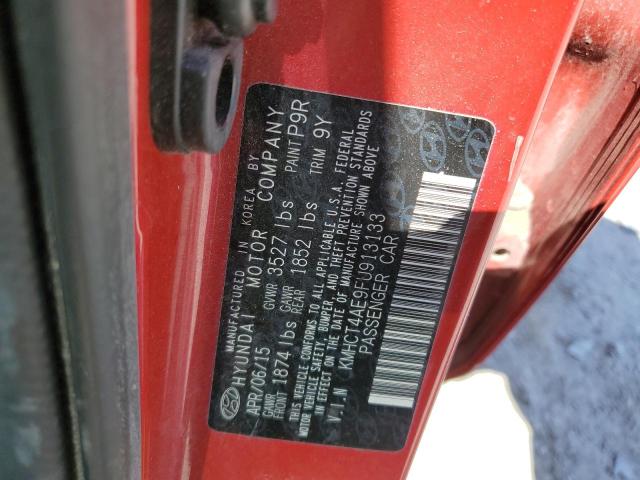 MANUFACTURED IN KOREA BY
HYUNDAI MOTOR COMPANY
APR/06/15 GVWR 3527 lbs PAINT P9R
GAWR FRONT 1874 lbs GAWR REAR 1852 lbs TRIM 9Y
THIS VEHICLE CONFORMS TO ALL APPLICABLE U.S.A. FEDERAL
MOTOR VEHICLE SAFETY, BUMPER, AND THEFT PREVENTION STANDARDS
IN EFFECT ON THE DATE OF MANUFACTURE SHOWN ABOVE
V.I.N KMHCT4AE9FU913133
PASSENGER CAR